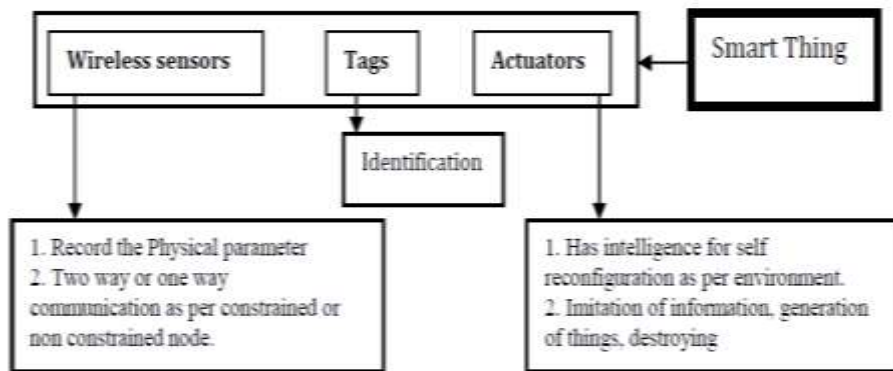 Wireless sensors
Tags
Actuators
Smart Thing
Identification
1. Record the Physical parameter
2. Two way or one way
communication as per constrained or
non constrained node.
1. Has intelligence for self
reconfiguration as per environment.
2. Imitation of information, generation
of things, destroying